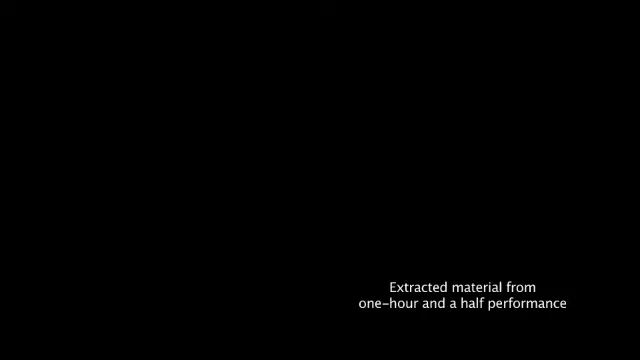 Extracted material from
one-hour and a half performance